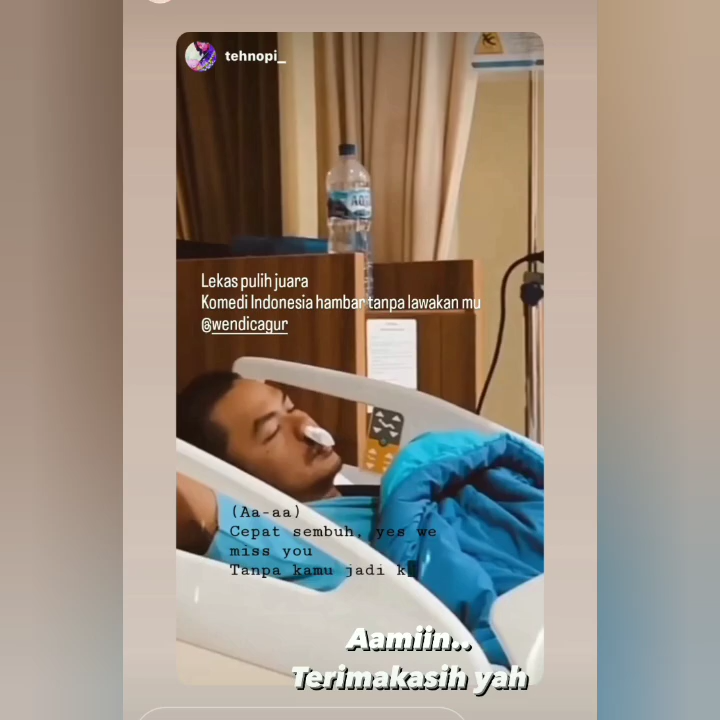 tehnopi_
Lekas pulih juara
Komedi Indonesia hambar tanpa lawakan mu
@wendicagur
(Aa-aa)
Cepat sembuh, yes we
miss you
Tanpa kamu jadi k
Aamiin..
Terimakasih yah